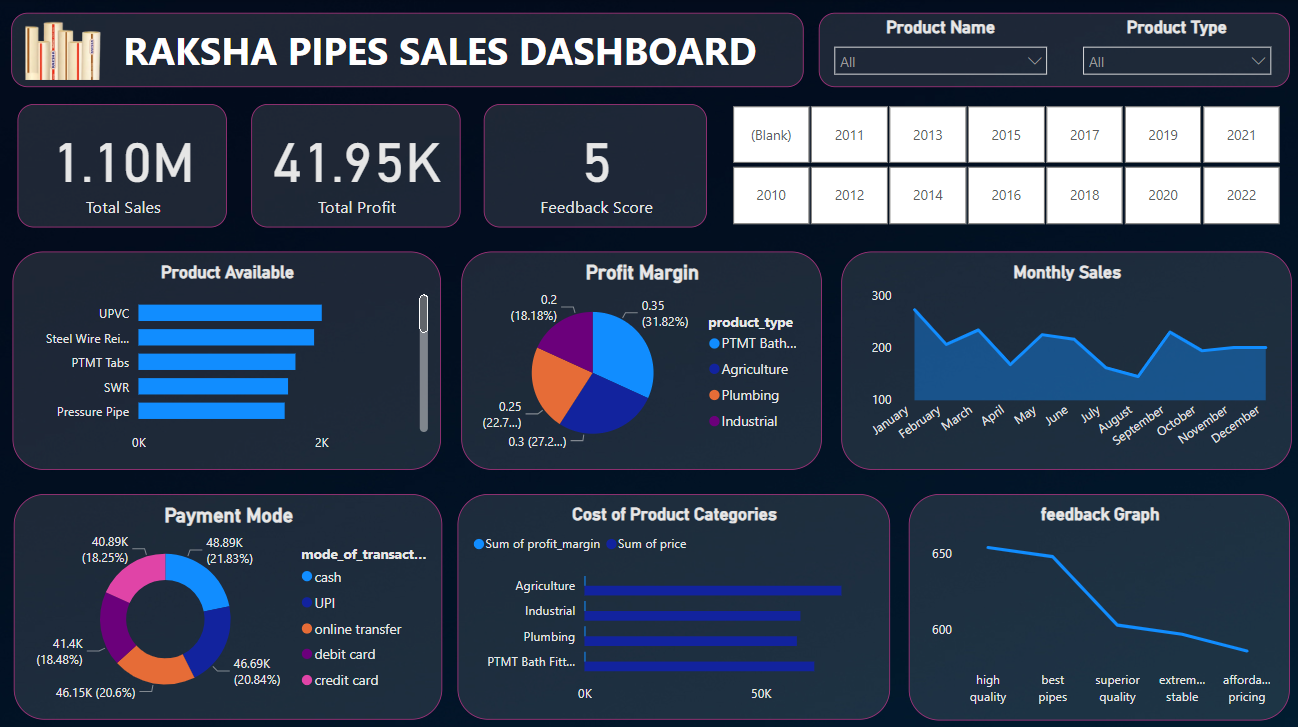 RAKSHA PIPES SALES DASHBOARD
Product Name
All
Product Type
All
1.10M
Total Sales
41.95K
Total Profit
5
Feedback Score
(Blank)
2011
2013
2015
2017
2019
2021
2010
2012
2014
2016
2018
2020
2022
Product Available
UPVC
Steel Wire Rei...
PTMT Tabs
SWR
Pressure Pipe
0K
2K
Profit Margin
0.2
(18.18%)
0.35
(31.82%)
0.25
(22.7...)
0.3 (27.2...)
product_type
PTMT Bath...
Agriculture
Plumbing
Industrial
Monthly Sales
300
200
100
January
February
March
April
May
June
July
August
September
October
November
December
Payment Mode
40.89K
(18.25%)
48.89K
(21.83%)
41.4K
(18.48%)
46.69K
(20.84%)
46.15K (20.6%)
mode_of_transact...
cash
UPI
online transfer
debit card
credit card
Cost of Product Categories
Sum of profit_margin
Sum of price
Agriculture
Industrial
Plumbing
PTMT Bath Fitt...
0K
50K
feedback Graph
650
600
high
quality
best
pipes
superior
quality
extrem...
stable
afforda...
pricing